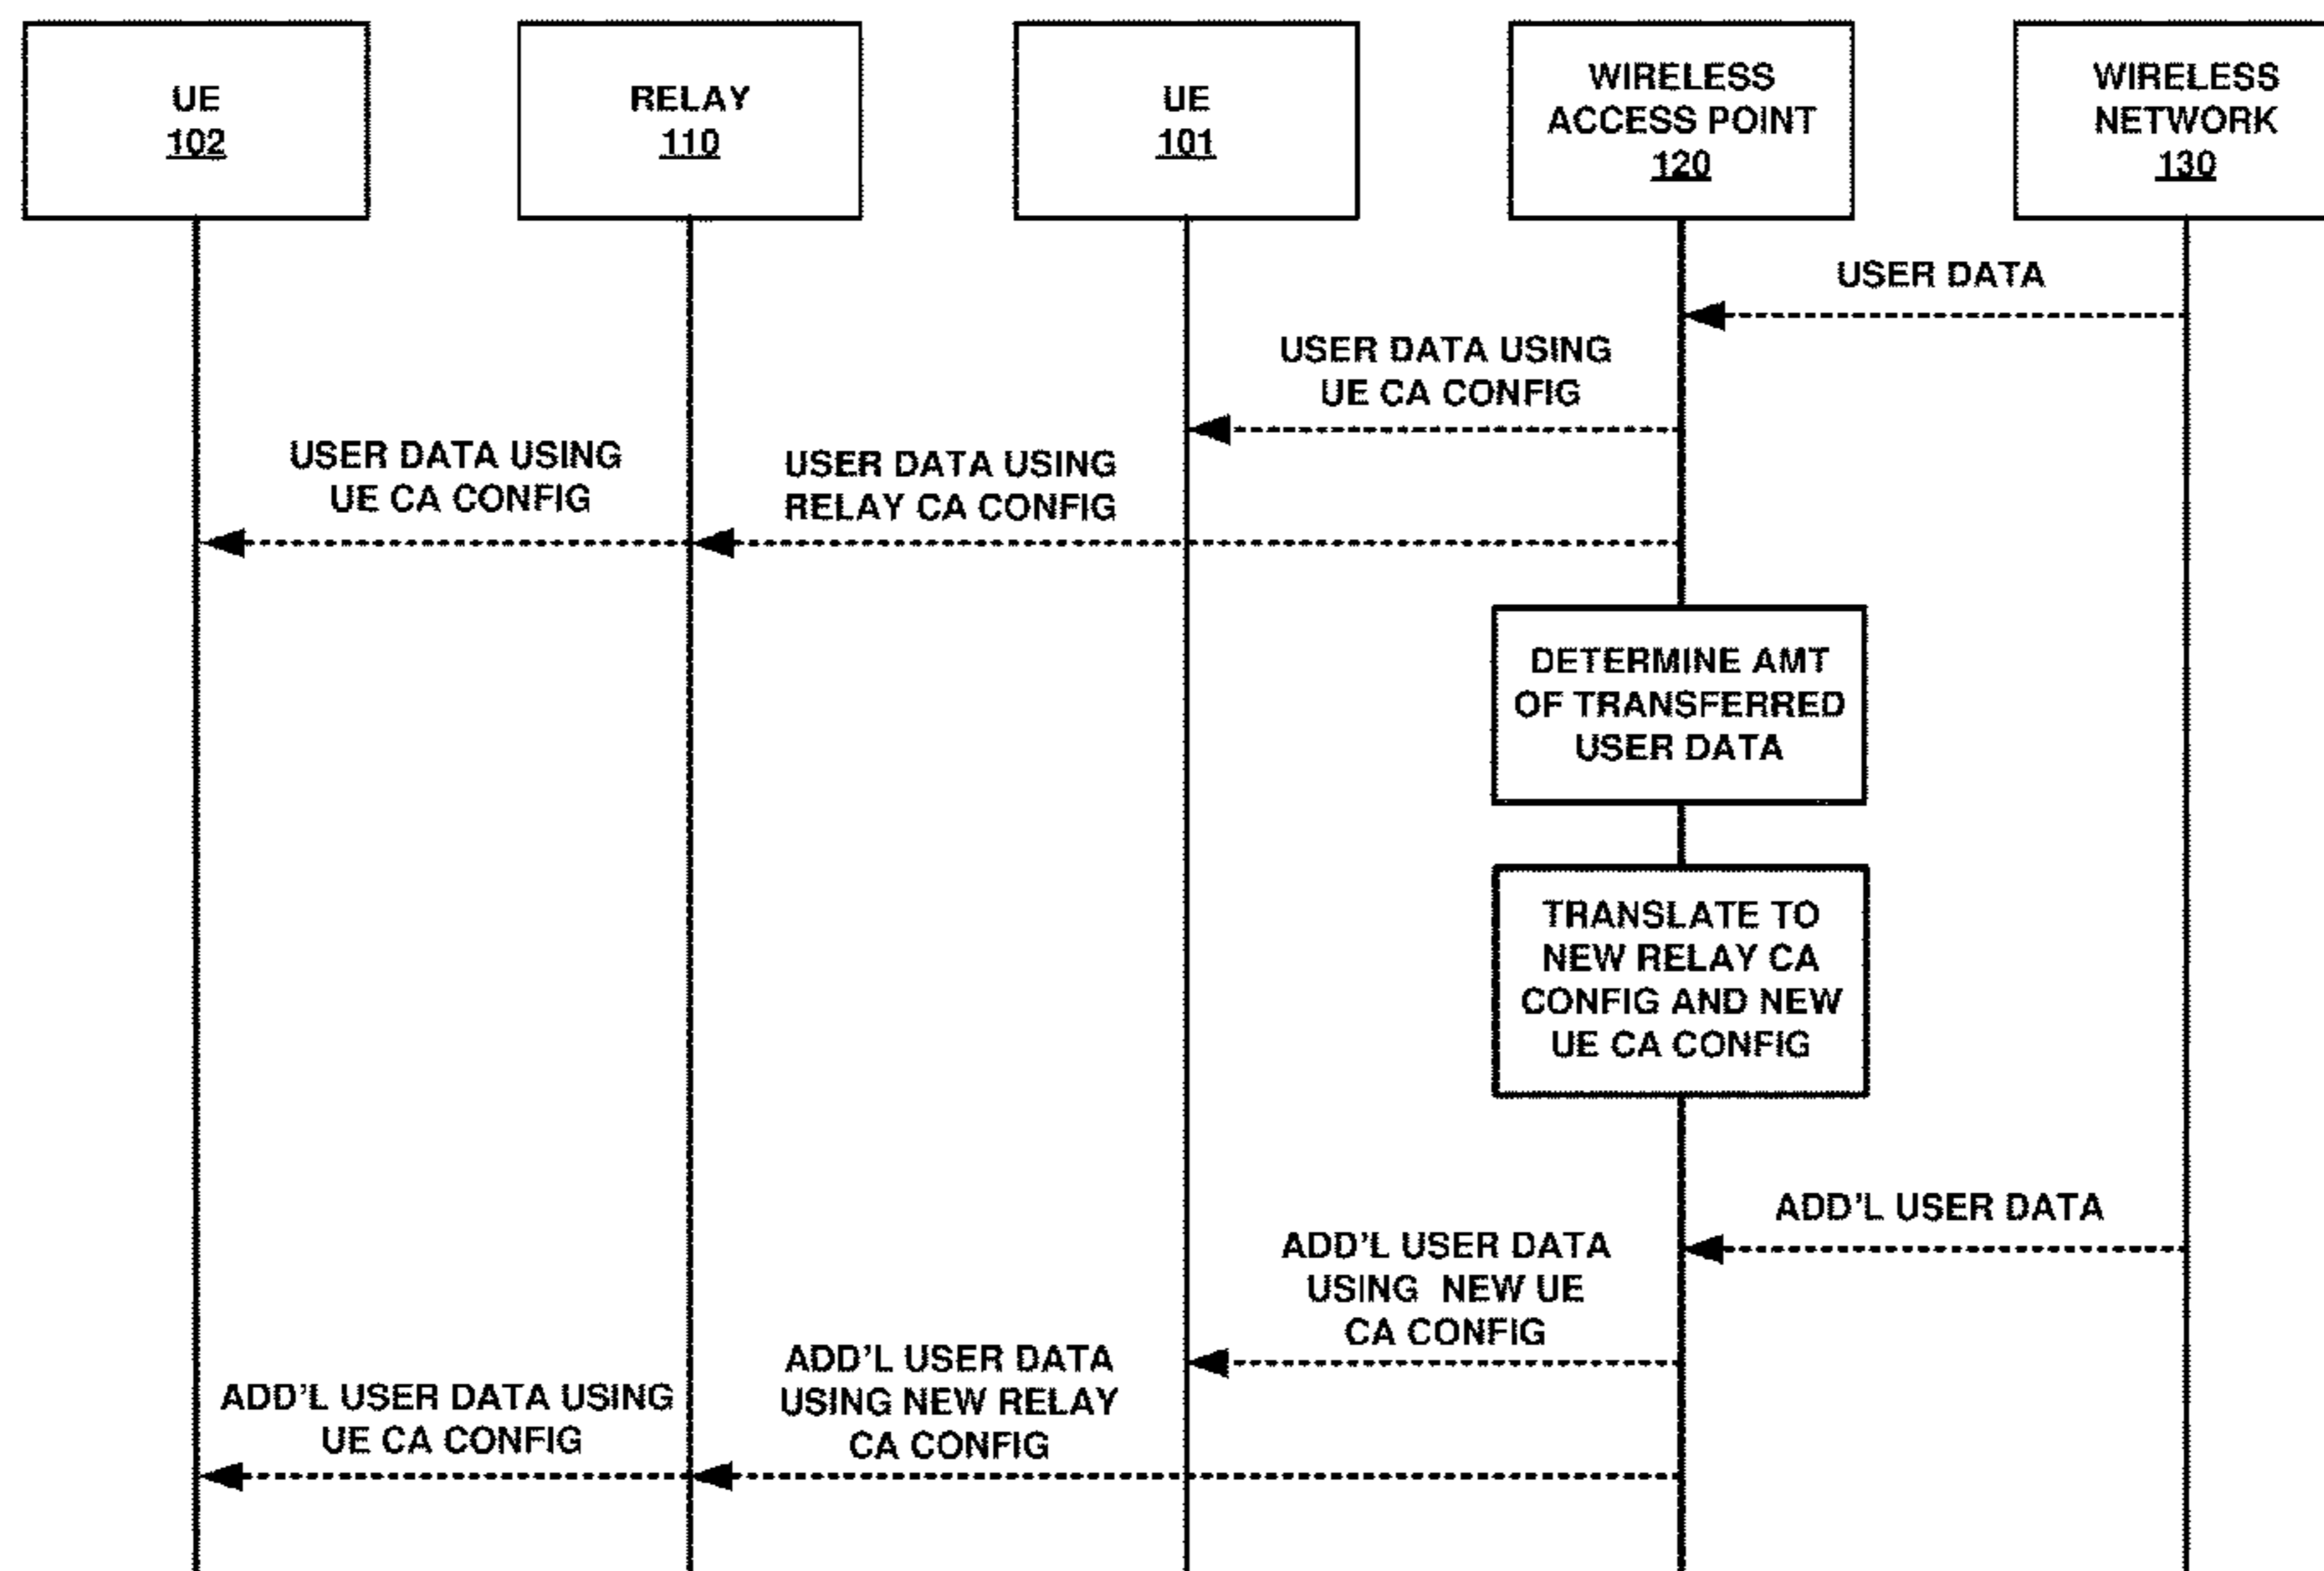 UE
102
RELAY
110
UE
101
WIRELESS
ACCESS POINT
120
WIRELESS
NETWORK
130
USER DATA
USER DATA USING
UE CA CONFIG
USER DATA USING
UE CA CONFIG
USER DATA USING
RELAY CA CONFIG
DETERMINE AMT
OF TRANSFERRED
USER DATA
TRANSLATE TO
NEW RELAY CA
CONFIG AND NEW
UE CA CONFIG
ADD'L USER DATA
ADD'L USER DATA
USING NEW UE
CA CONFIG
ADD'L USER DATA USING
UE CA CONFIG
ADD'L USER DATA
USING NEW RELAY
CA CONFIG